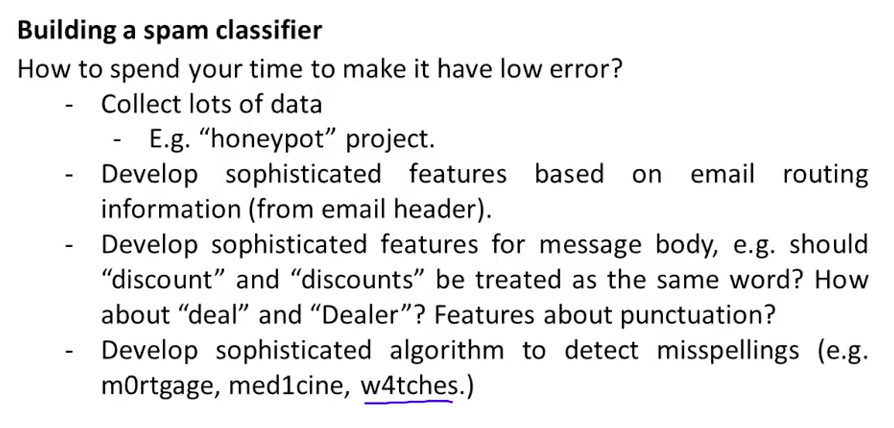 Building a spam classifier
How to spend your time to make it have low error?
- Collect lots of data
- E.g. “honeypot” project.
- Develop sophisticated features based on email routing
information (from email header).
- Develop sophisticated features for message body, e.g. should
“discount” and “discounts” be treated as the same word? How
about “deal” and “Dealer”? Features about punctuation?
- Develop sophisticated algorithm to detect misspellings (e.g.
m0rtgage, med1cine, w4tches.)